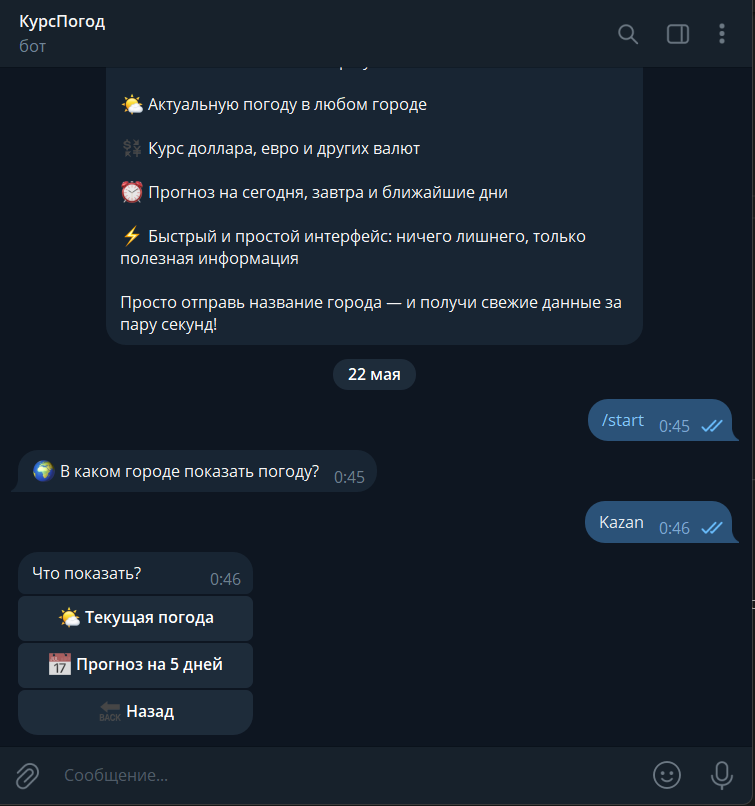 КурсПогод
бот
Актуальную погоду в любом городе
Курс доллара, евро и других валют
Прогноз на сегодня, завтра и ближайшие дни
Быстрый и простой интерфейс: ничего лишнего, только
полезная информация
Просто отправь название города — и получи свежие данные за
пару секунд!
22 мая
/start 0:45
В каком городе показать погоду? 0:45
Kazan 0:46
Что показать? 0:46
Текущая погода
17 Прогноз на 5 дней
BACK Назад
Сообщение...